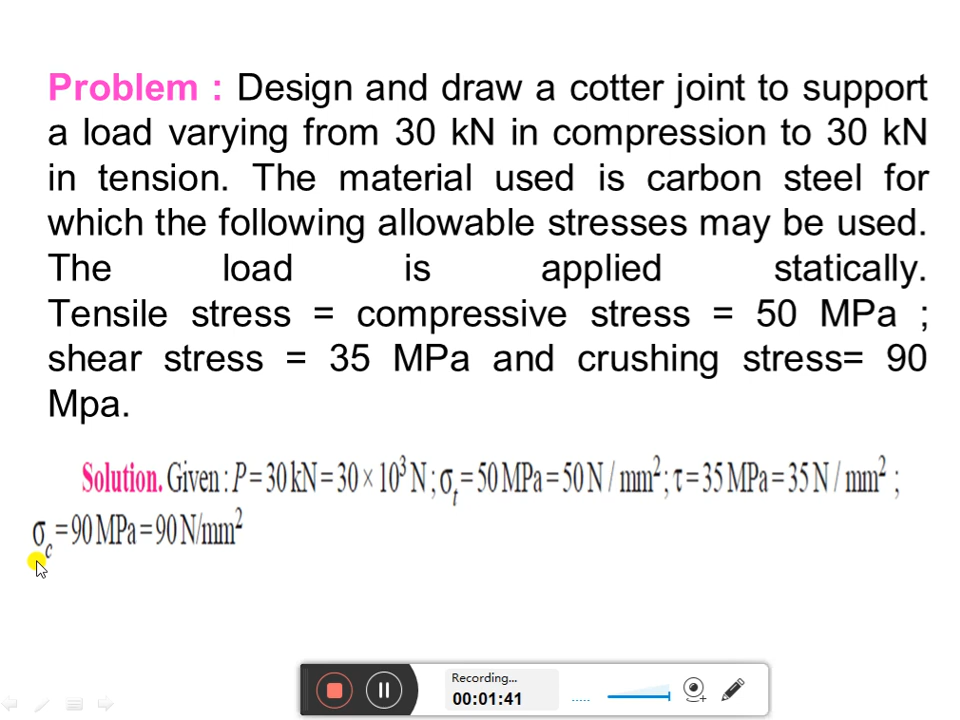 Problem : Design and draw a cotter joint to support
a load varying from 30 kN in compression to 30 kN
in tension. The material used is carbon steel for
which the following allowable stresses may be used.
The load is applied statically.
Tensile stress = compressive stress = 50 MPa ;
shear stress = 35 MPa and crushing stress= 90
Mpa.
Solution. Given : P = 30 kN = 30 × 10³ N ; σt = 50 MPa = 50 N / mm² ; τ = 35 MPa = 35 N / mm² ;
σc = 90 MPa = 90 N/mm²
Recording...
00:01:41